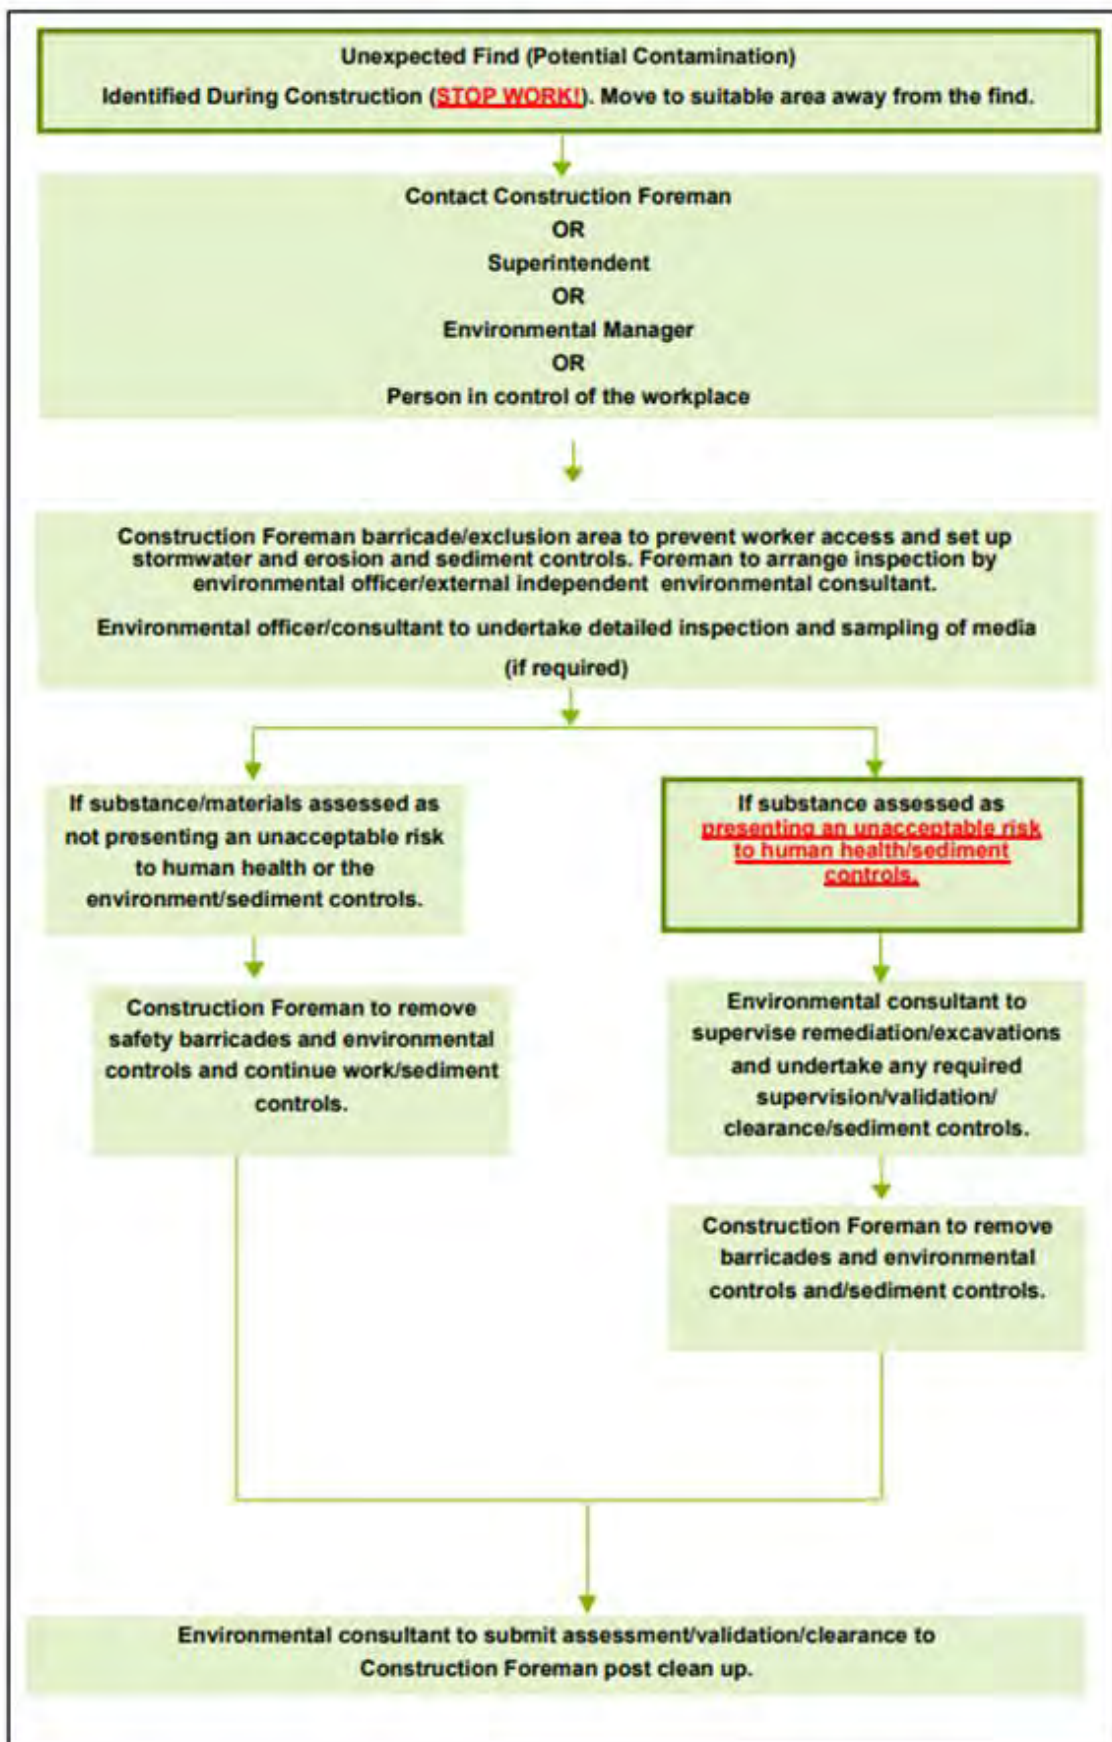 Unexpected Find (Potential Contamination)
Identified During Construction (STOP WORK!). Move to suitable area away from the find.
Contact Construction Foreman
OR
Superintendent
OR
Environmental Manager
OR
Person in control of the workplace
Construction Foreman barricade/exclusion area to prevent worker access and set up
stormwater and erosion and sediment controls. Foreman to arrange inspection by
environmental officer/external independent environmental consultant.
Environmental officer/consultant to undertake detailed inspection and sampling of media
(if required)
If substance/materials assessed as
not presenting an unacceptable risk
to human health or the
environment/sediment controls.
Construction Foreman to remove
safety barricades and environmental
controls and continue work/sediment
controls.
If substance assessed as
presenting an unacceptable risk
to human health/sediment
controls.
Environmental consultant to
supervise remediation/excavations
and undertake any required
supervision/validation/
clearance/sediment controls.
Construction Foreman to remove
barricades and environmental
controls and/sediment controls.
Environmental consultant to submit assessment/validation/clearance to
Construction Foreman post clean up.